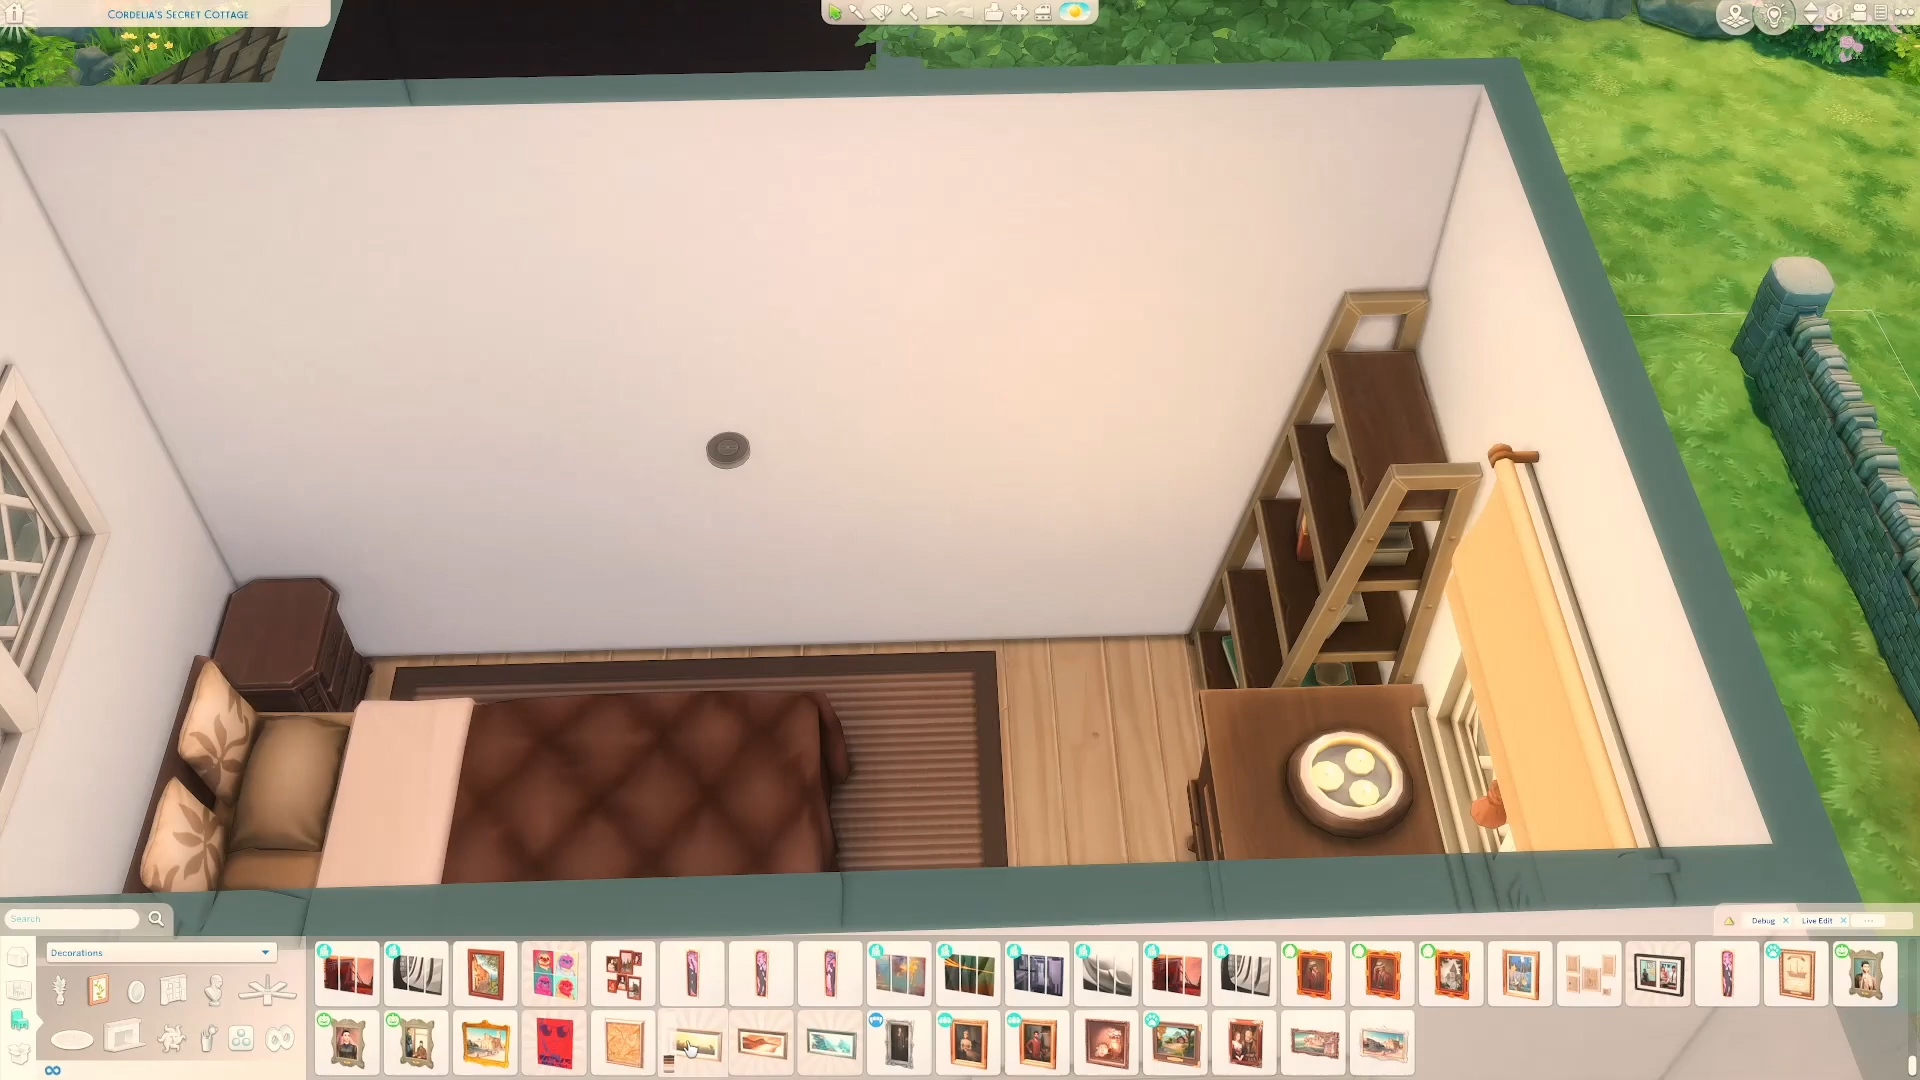 CORDELIA'S SECRET COTTAGE
Search
Debug
Live Edit
Decorations